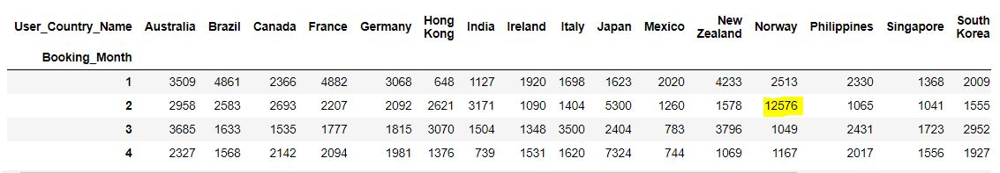 User_Country_Name Australia Brazil Canada France Germany Hong Kong India Ireland Italy Japan Mexico New Zealand Norway Philippines Singapore South Korea
Booking_Month
1 3509 4861 2366 4882 3068 648 1127 1920 1698 1623 2020 4233 2513 2330 1368 2009
2 2958 2583 2693 2207 2092 2621 3171 1090 1404 5300 1260 1578 12576 1065 1041 1555
3 3685 1633 1535 1777 1815 3070 1504 1348 3500 2404 783 3796 1049 2431 1723 2952
4 2327 1568 2142 2094 1981 1376 739 1531 1620 7324 744 1069 1167 2017 1556 1927